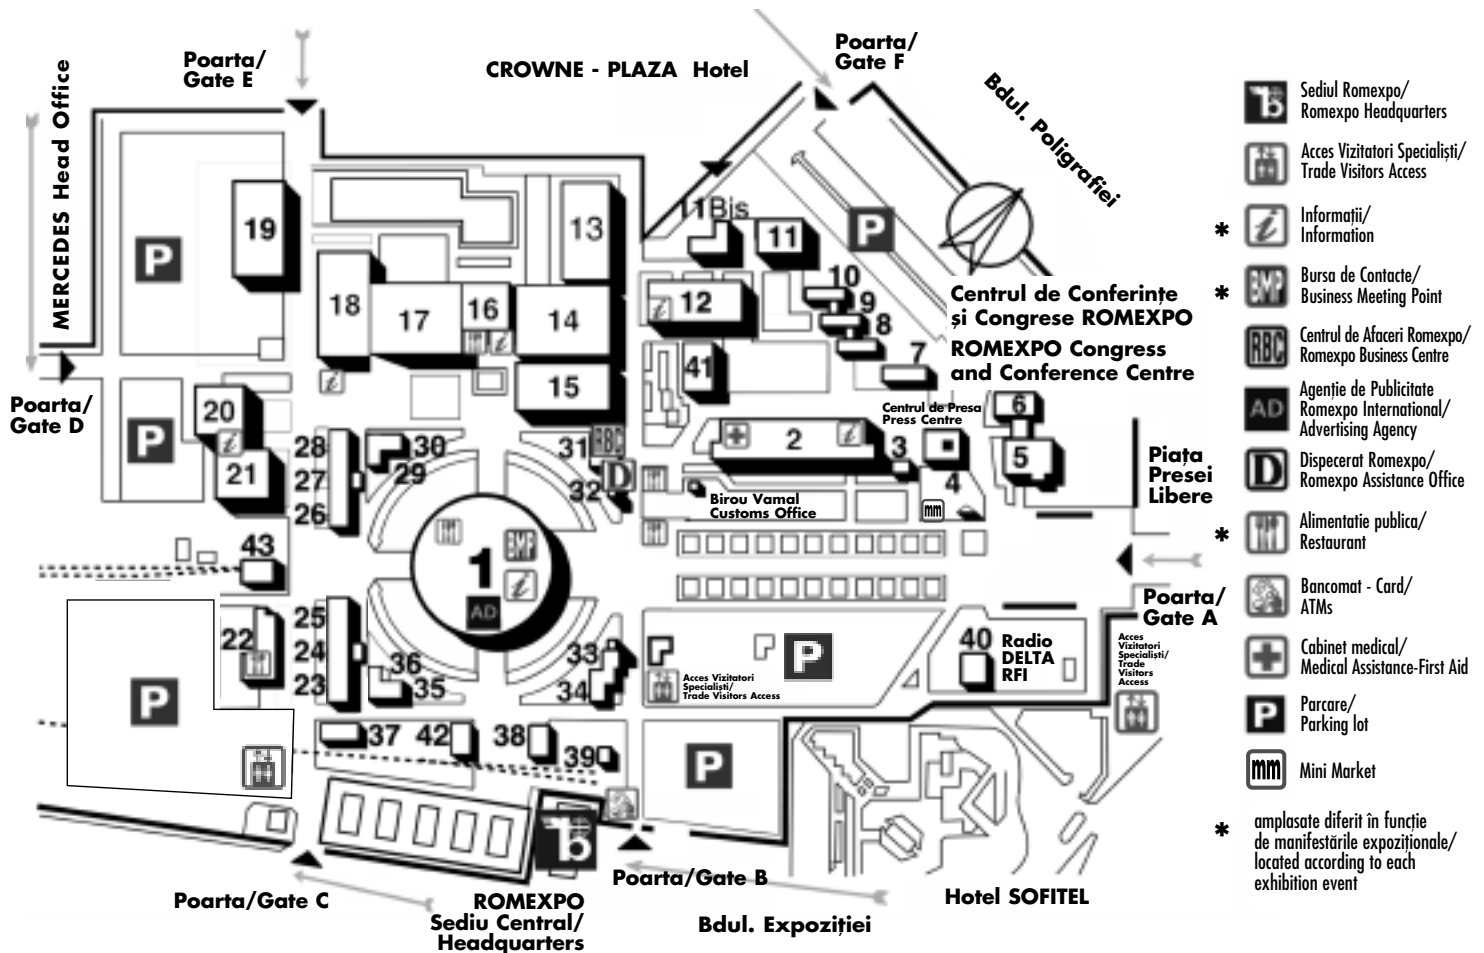 Poarta/
Gate E
CROWNE - PLAZA Hotel
Poarta/
Gate F
Bdul. Poligrafiei
MERCEDES Head Office
P
19
13
11Bis
11
P
18
17
16
14
12
10
9
8
7
Centrul de Conferințe
și Congrese ROMEXPO
ROMEXPO Congress
and Conference Centre
15
41
Poarta/
Gate D
20
P
21
28
27
26
30
29
31
RBC
32
D
2
3
Centrul de Presa
Press Centre
4
mm
6
5
Piața
Presei
Libere
Birou Vamal
Customs Office
43
1
BMP
AD
Poarta/
Gate A
22
25
24
23
36
35
33
34
P
40
Radio
DELTA
RFI
Acces
Vizitatori
Specialiști/
Trade
Visitors
Access
Acces Vizitatori
Specialiști/
Trade Visitors Access
P
37
42
38
39
P
Poarta/Gate C
ROMEXPO
Sediu Central/
Headquarters
Poarta/Gate B
Bdul. Expoziției
Hotel SOFITEL
Sediul Romexpo/
Romexpo Headquarters
Acces Vizitatori Specialiști/
Trade Visitors Access
* i Informații/
Information
* BMP Bursa de Contacte/
Business Meeting Point
RBC Centrul de Afaceri Romexpo/
Romexpo Business Centre
AD Agenție de Publicitate
Romexpo International/
Advertising Agency
D Dispecerat Romexpo/
Romexpo Assistance Office
* Alimentatie publica/
Restaurant
Bancomat - Card/
ATMs
Cabinet medical/
Medical Assistance-First Aid
P Parcare/
Parking lot
mm Mini Market
* amplasate diferit în funcție
de manifestările expoziționale/
located according to each
exhibition event